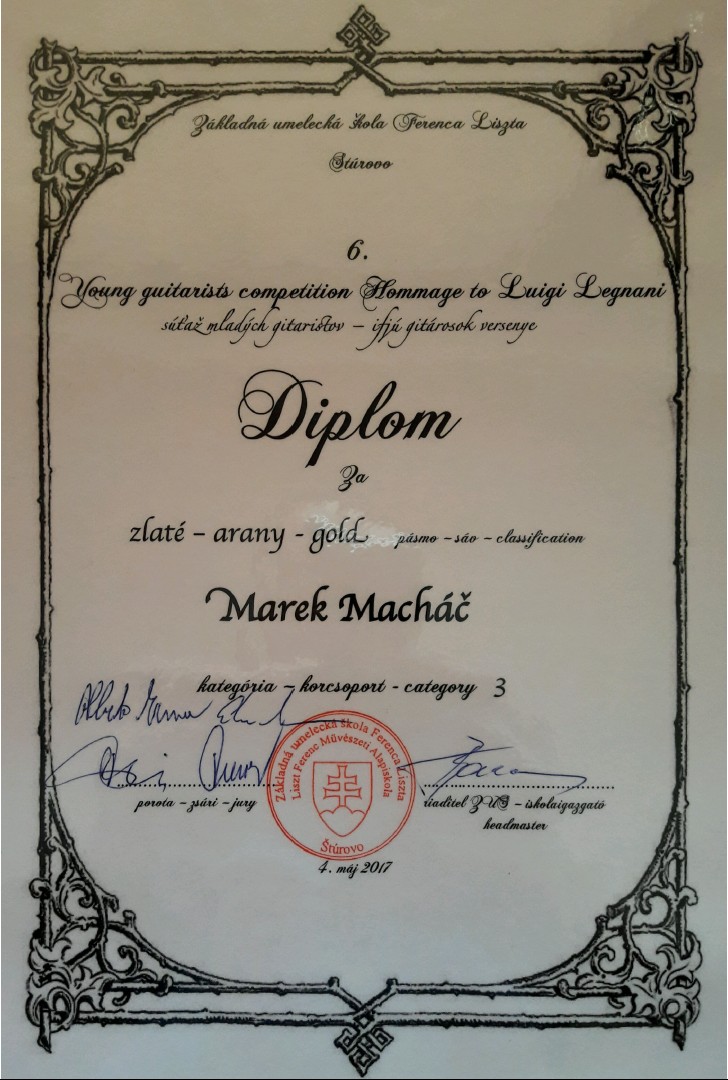 Základná umelecká škola Ferenca Liszta
Štúrovo
6.
Young guitarists competition Hommage to Luigi Legnani
súťaž mladých gitaristov – ifjú gitárosok versenye
Diplom
Za
zlaté – arany - gold pásmo – sáv – classification
Marek Macháč
kategória – korcsoport - category 3
porota – zsűri – jury
riaditeľ ZUŠ – iskolaigazgató
headmaster
Základná umelecká škola Ferenca Liszta
Liszt Ferenc Művészeti Alapiskola
Štúrovo
4. máj 2017